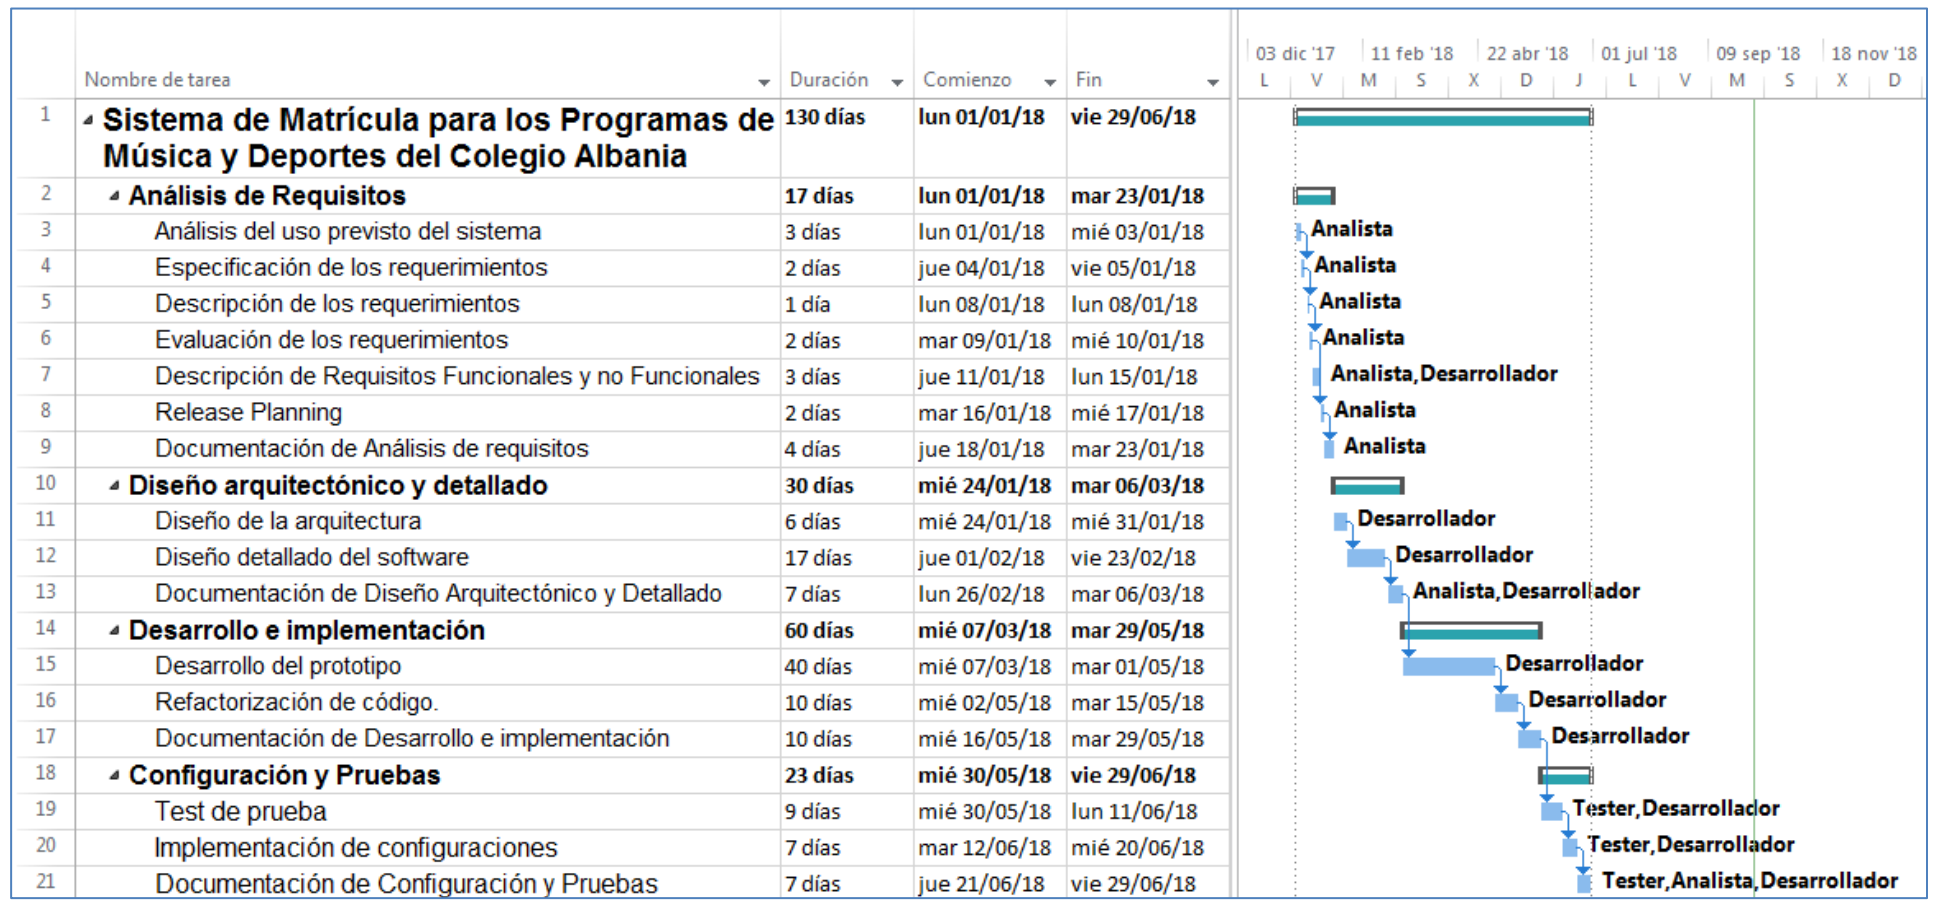 03 dic '17 11 feb '18 22 abr '18 01 jul '18 09 sep '18 18 nov '18
Nombre de tarea Duración Comienzo Fin L V M S X D J L V M S X D
1 Sistema de Matrícula para los Programas de 130 días lun 01/01/18 vie 29/06/18
Música y Deportes del Colegio Albania
2 Análisis de Requisitos 17 días lun 01/01/18 mar 23/01/18
3 Análisis del uso previsto del sistema 3 días lun 01/01/18 mié 03/01/18 Analista
4 Especificación de los requerimientos 2 días jue 04/01/18 vie 05/01/18 Analista
5 Descripción de los requerimientos 1 día lun 08/01/18 lun 08/01/18 Analista
6 Evaluación de los requerimientos 2 días mar 09/01/18 mié 10/01/18 Analista
7 Descripción de Requisitos Funcionales y no Funcionales 3 días jue 11/01/18 lun 15/01/18 Analista,Desarrollador
8 Release Planning 2 días mar 16/01/18 mié 17/01/18 Analista
9 Documentación de Análisis de requisitos 4 días jue 18/01/18 mar 23/01/18 Analista
10 Diseño arquitectónico y detallado 30 días mié 24/01/18 mar 06/03/18
11 Diseño de la arquitectura 6 días mié 24/01/18 mié 31/01/18 Desarrollador
12 Diseño detallado del software 17 días jue 01/02/18 vie 23/02/18 Desarrollador
13 Documentación de Diseño Arquitectónico y Detallado 7 días lun 26/02/18 mar 06/03/18 Analista,Desarrollador
14 Desarrollo e implementación 60 días mié 07/03/18 mar 29/05/18
15 Desarrollo del prototipo 40 días mié 07/03/18 mar 01/05/18 Desarrollador
16 Refactorización de código. 10 días mié 02/05/18 mar 15/05/18 Desarrollador
17 Documentación de Desarrollo e implementación 10 días mié 16/05/18 mar 29/05/18 Desarrollador
18 Configuración y Pruebas 23 días mié 30/05/18 vie 29/06/18
19 Test de prueba 9 días mié 30/05/18 lun 11/06/18 Tester,Desarrollador
20 Implementación de configuraciones 7 días mar 12/06/18 mié 20/06/18 Tester,Desarrollador
21 Documentación de Configuración y Pruebas 7 días jue 21/06/18 vie 29/06/18 Tester,Analista,Desarrollador